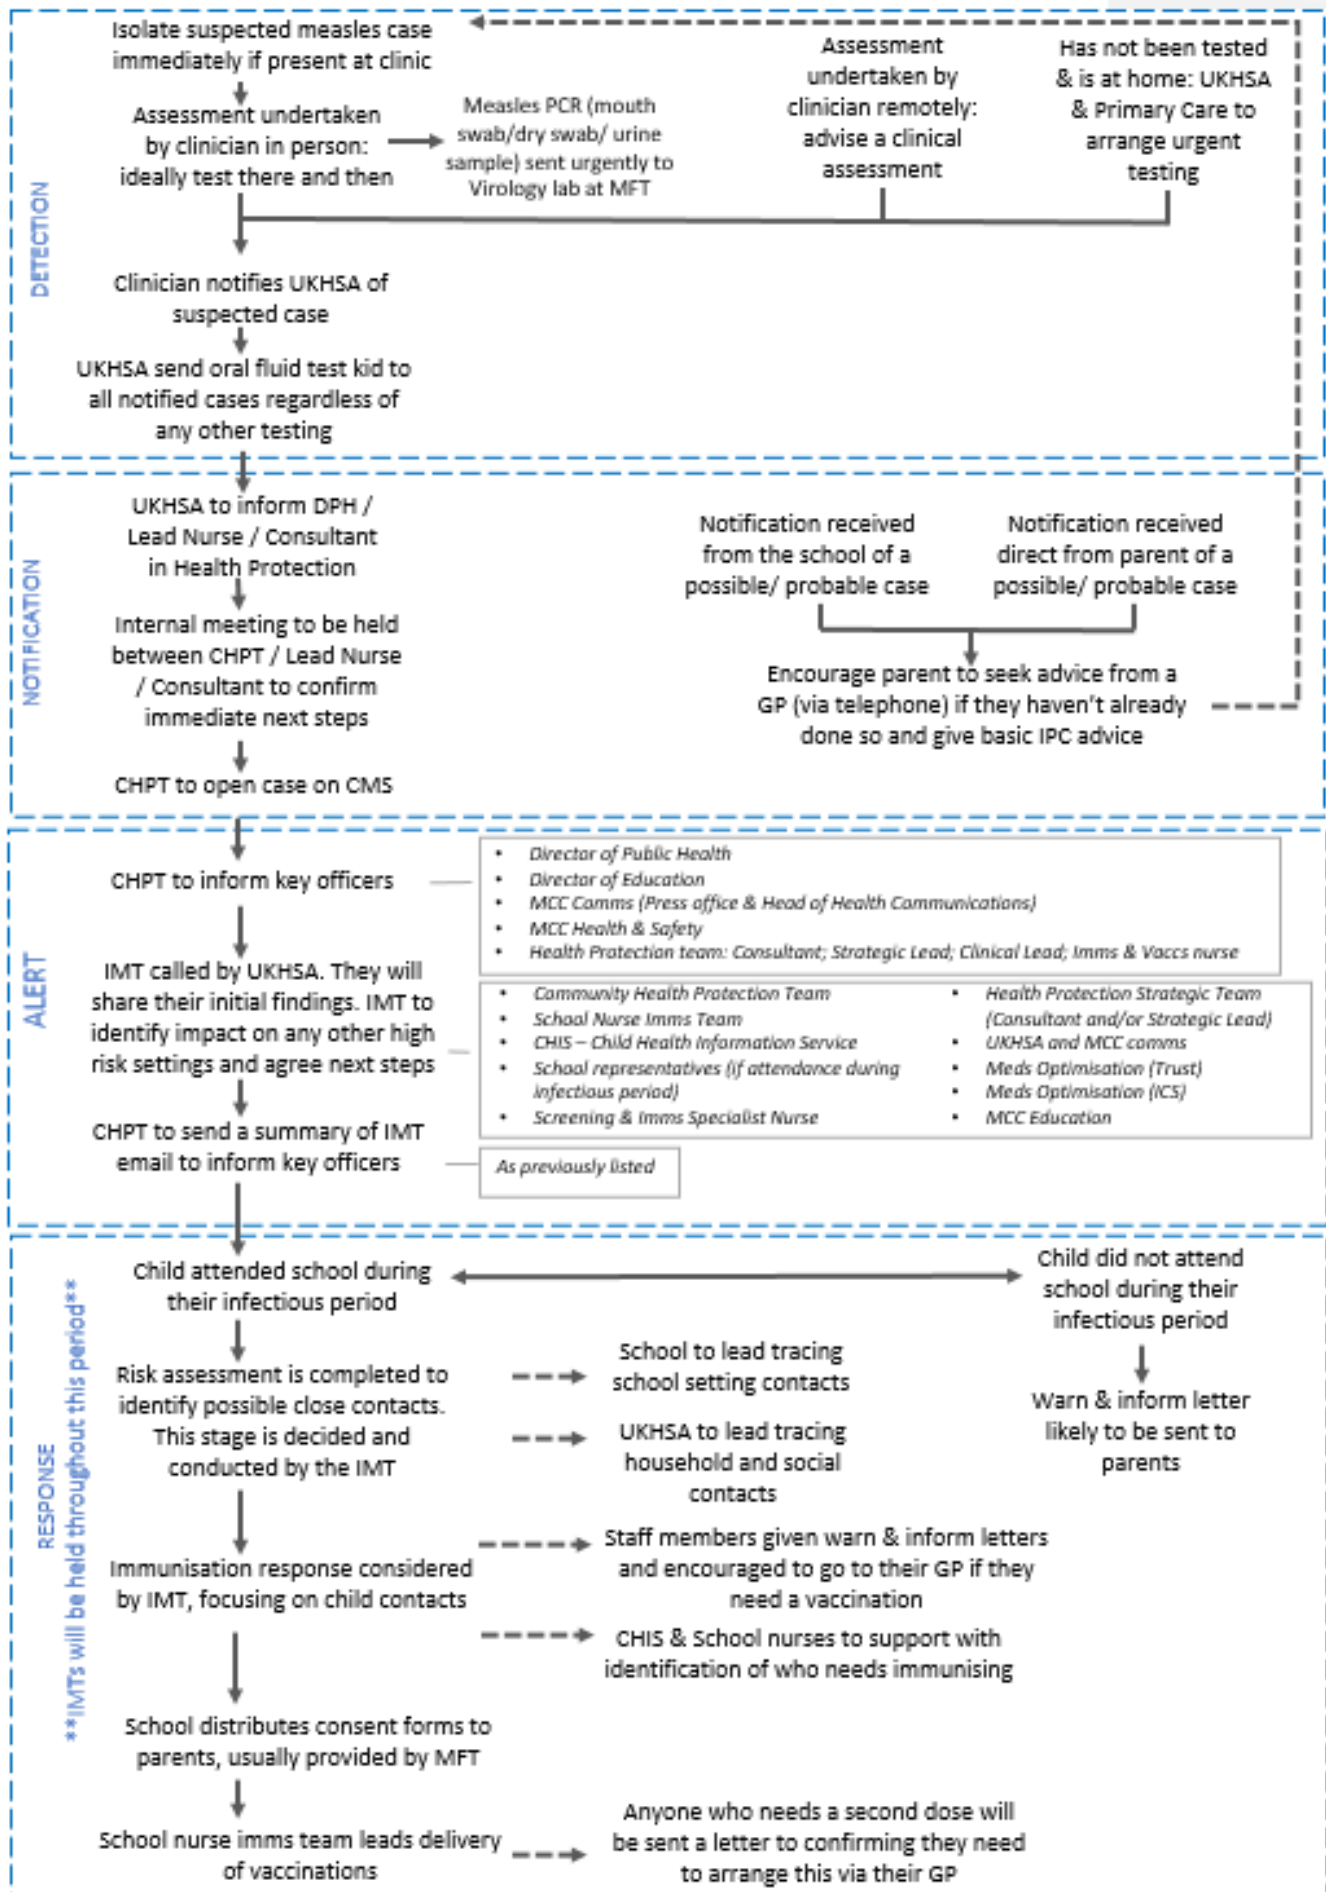 Isolate suspected measles case
immediately if present at clinic
Assessment undertaken
by clinician in person:
ideally test there and then
Measles PCR (mouth
swab/dry swab/ urine
sample) sent urgently to
Virology lab at MFT
Assessment
undertaken by
clinician remotely:
advise a clinical
assessment
Has not been tested
& is at home: UKHSA
& Primary Care to
arrange urgent
testing
DETECTION
Clinician notifies UKHSA of
suspected case
UKHSA send oral fluid test kid to
all notified cases regardless of
any other testing
NOTIFICATION
UKHSA to inform DPH /
Lead Nurse / Consultant
in Health Protection
Internal meeting to be held
between CHPT / Lead Nurse
/ Consultant to confirm
immediate next steps
CHPT to open case on CMS
Notification received
from the school of a
possible/ probable case
Notification received
direct from parent of a
possible/ probable case
Encourage parent to seek advice from a
GP (via telephone) if they haven't already
done so and give basic IPC advice
ALERT
CHPT to inform key officers
• Director of Public Health
• Director of Education
• MCC Comms (Press office & Head of Health Communications)
• MCC Health & Safety
• Health Protection team: Consultant; Strategic Lead; Clinical Lead; Imms & Vaccs nurse
IMT called by UKHSA. They will
share their initial findings. IMT to
identify impact on any other high
risk settings and agree next steps
• Community Health Protection Team
• School Nurse Imms Team
• CHIS – Child Health Information Service
• School representatives (if attendance during
infectious period)
• Screening & Imms Specialist Nurse
• Health Protection Strategic Team
(Consultant and/or Strategic Lead)
• UKHSA and MCC comms
• Meds Optimisation (Trust)
• Meds Optimisation (ICS)
• MCC Education
CHPT to send a summary of IMT
email to inform key officers
As previously listed
RESPONSE
**IMTs will be held throughout this period**
Child attended school during
their infectious period
Child did not attend
school during their
infectious period
Risk assessment is completed to
identify possible close contacts.
This stage is decided and
conducted by the IMT
School to lead tracing
school setting contacts
UKHSA to lead tracing
household and social
contacts
Warn & inform letter
likely to be sent to
parents
Immunisation response considered
by IMT, focusing on child contacts
Staff members given warn & inform letters
and encouraged to go to their GP if they
need a vaccination
CHIS & School nurses to support with
identification of who needs immunising
School distributes consent forms to
parents, usually provided by MFT
School nurse imms team leads delivery
of vaccinations
Anyone who needs a second dose will
be sent a letter to confirming they need
to arrange this via their GP